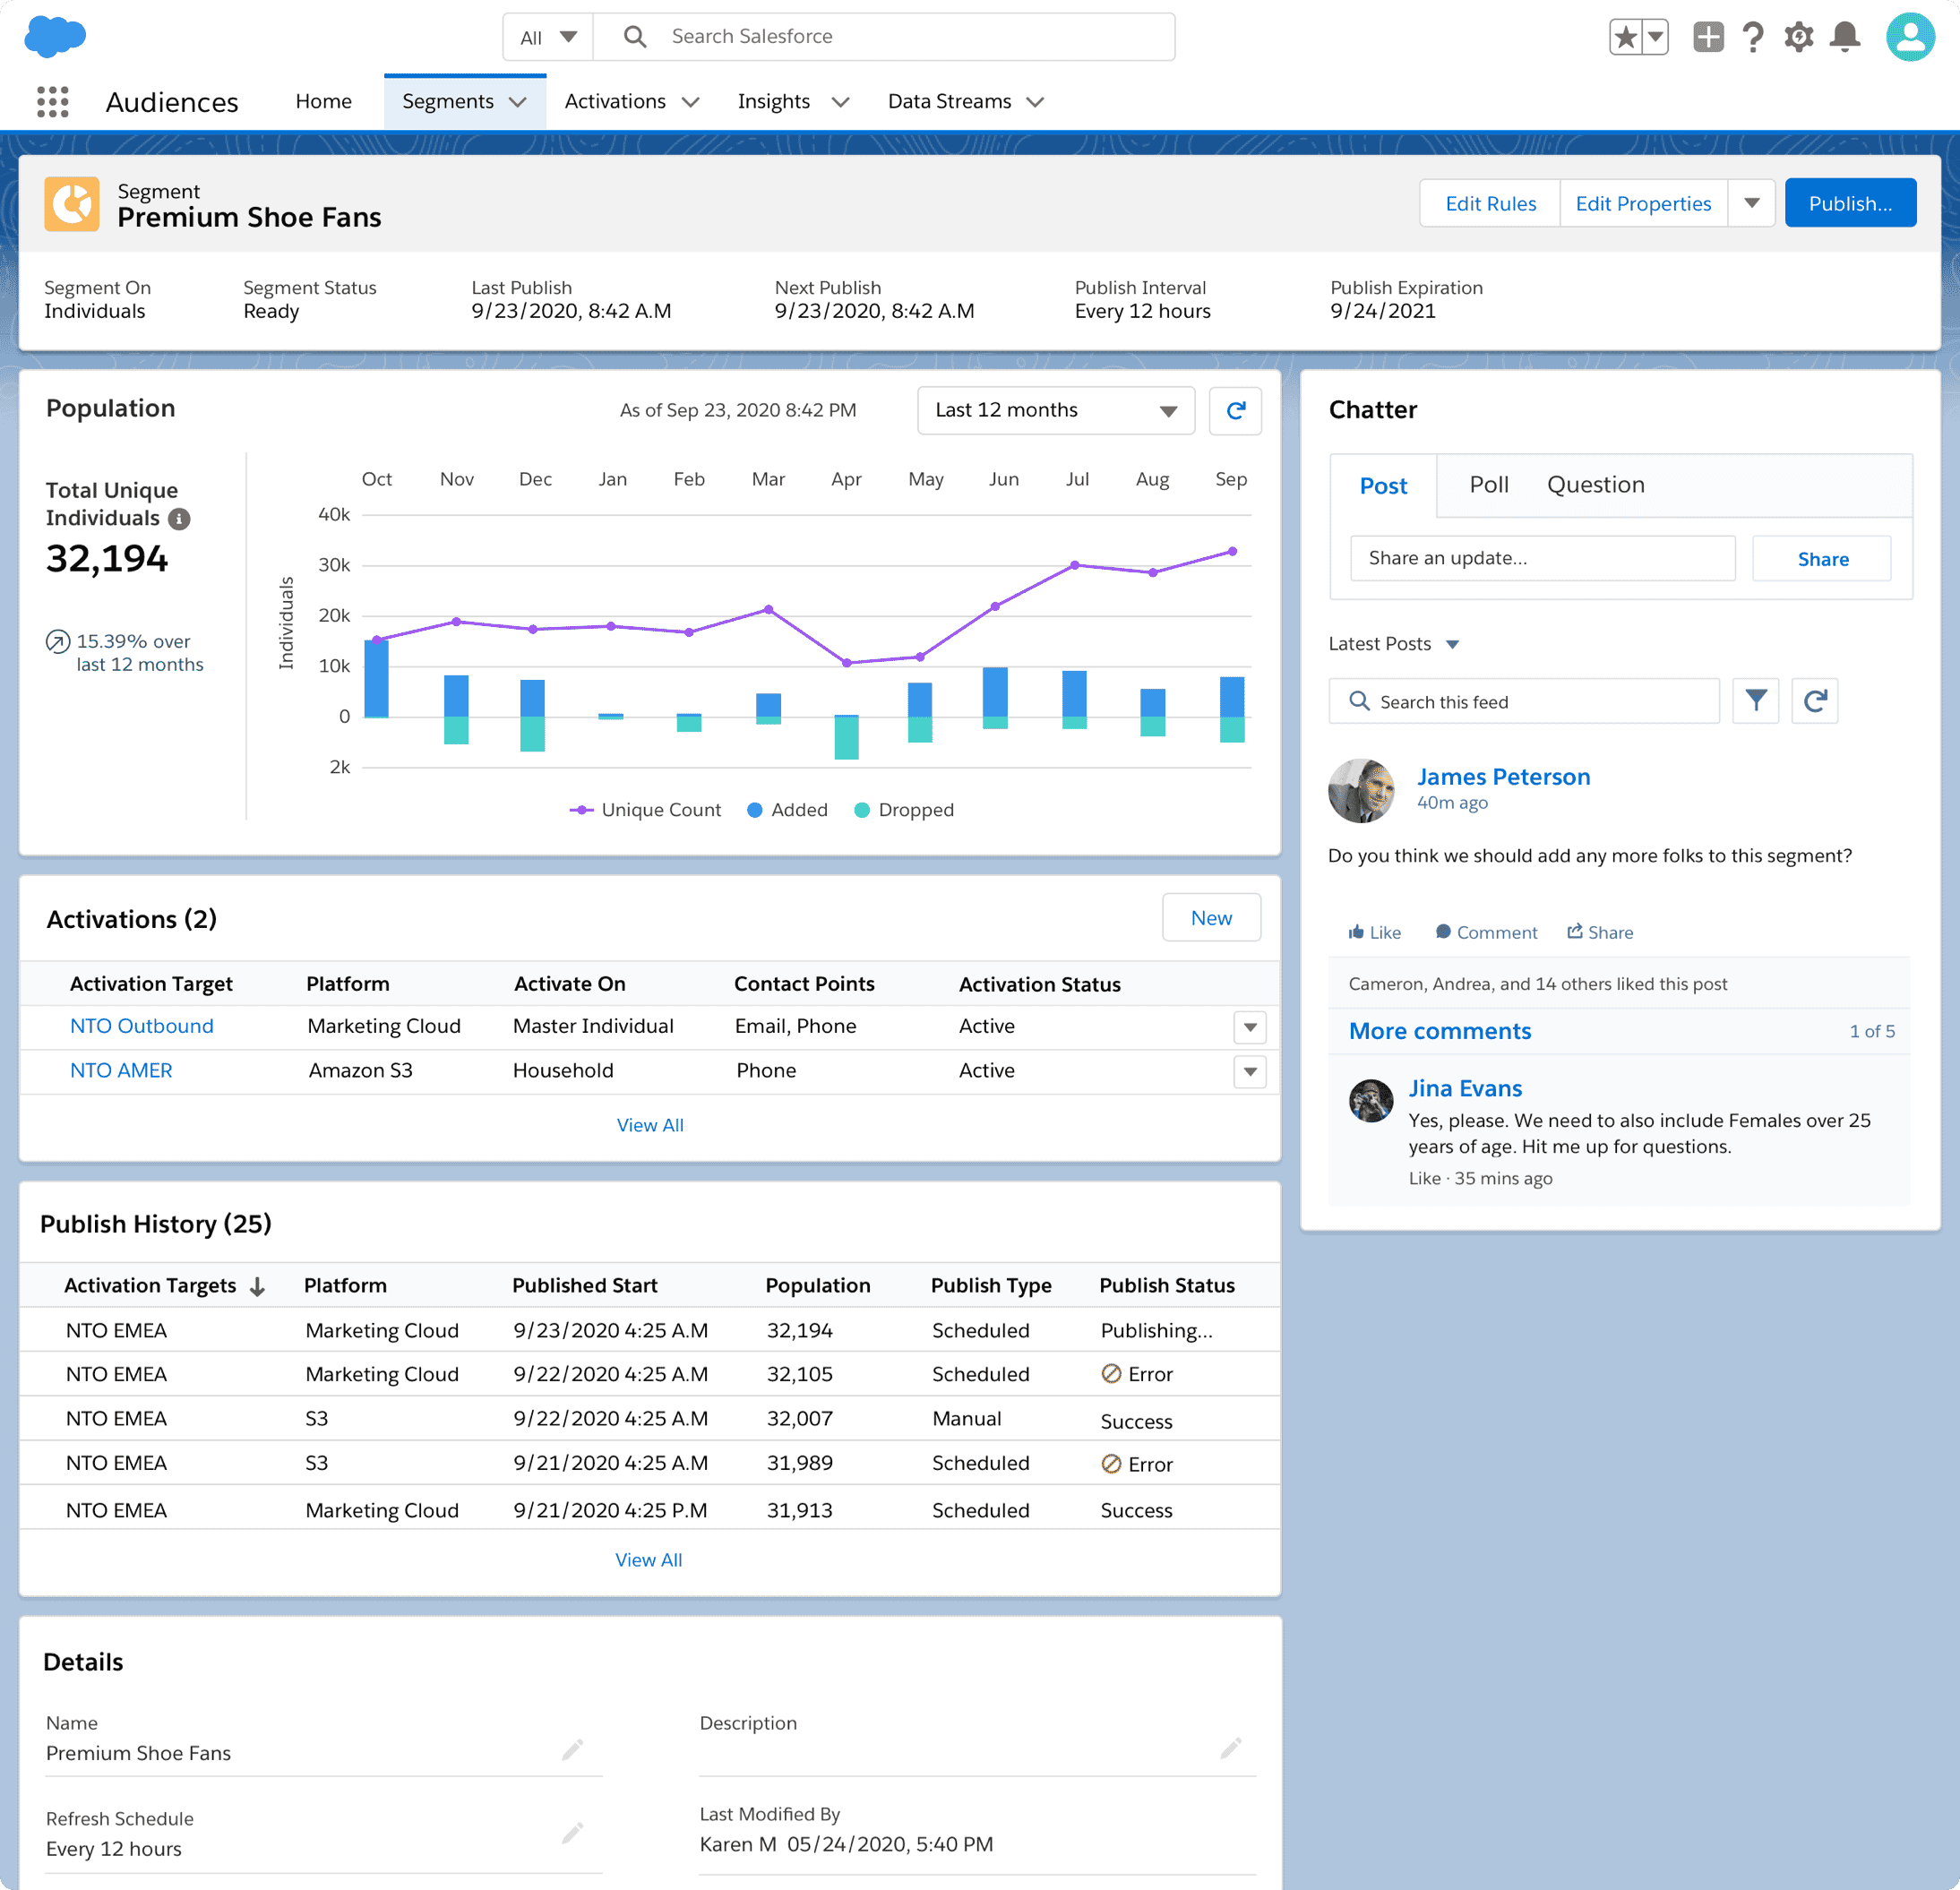 All
Search Salesforce
Audiences
Home
Segments
Activations
Insights
Data Streams
Segment
Premium Shoe Fans
Edit Rules
Edit Properties
Publish...
Segment On
Individuals
Segment Status
Ready
Last Publish
9/23/2020, 8:42 A.M
Next Publish
9/23/2020, 8:42 A.M
Publish Interval
Every 12 hours
Publish Expiration
9/24/2021
Population
As of Sep 23, 2020 8:42 PM
Last 12 months
Total Unique
Individuals
32,194
15.39% over
last 12 months
Oct Nov Dec Jan Feb Mar Apr May Jun Jul Aug Sep
Individuals
40k
30k
20k
10k
0
2k
Unique Count Added Dropped
Activations (2)
New
Activation Target Platform Activate On Contact Points Activation Status
NTO Outbound Marketing Cloud Master Individual Email, Phone Active
NTO AMER Amazon S3 Household Phone Active
View All
Publish History (25)
Activation Targets Platform Published Start Population Publish Type Publish Status
NTO EMEA Marketing Cloud 9/23/2020 4:25 A.M 32,194 Scheduled Publishing...
NTO EMEA Marketing Cloud 9/22/2020 4:25 A.M 32,105 Scheduled Error
NTO EMEA S3 9/22/2020 4:25 A.M 32,007 Manual Success
NTO EMEA S3 9/21/2020 4:25 A.M 31,989 Scheduled Error
NTO EMEA Marketing Cloud 9/21/2020 4:25 P.M 31,913 Scheduled Success
View All
Details
Name
Premium Shoe Fans
Description
Refresh Schedule
Every 12 hours
Last Modified By
Karen M 05/24/2020, 5:40 PM
Chatter
Post
Poll
Question
Share an update...
Share
Latest Posts
Search this feed
James Peterson
40m ago
Do you think we should add any more folks to this segment?
Like Comment Share
Cameron, Andrea, and 14 others liked this post
More comments 1 of 5
Jina Evans
Yes, please. We need to also include Females over 25
years of age. Hit me up for questions.
Like · 35 mins ago